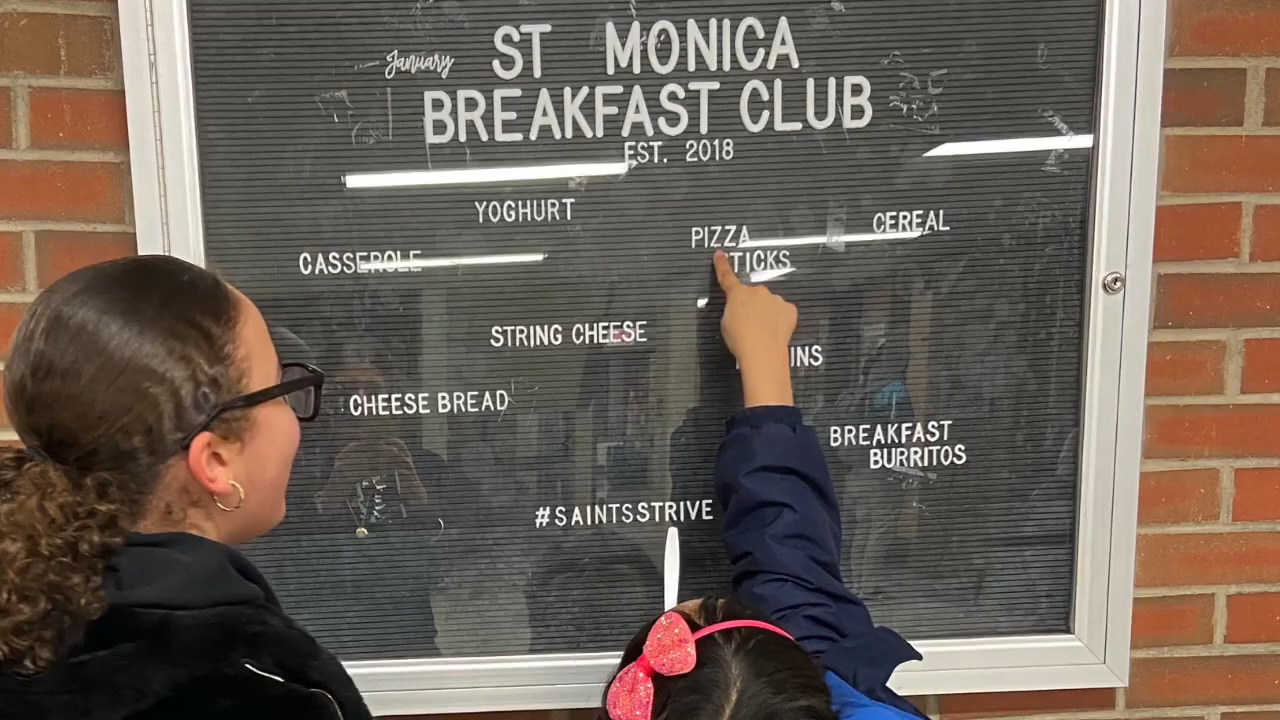 January
ST MONICA
BREAKFAST CLUB
EST. 2018
YOGHURT
CEREAL
PIZZA
CASSEROLE
STRING CHEESE
CHEESE BREAD
BREAKFAST
BURRITOS
#SAINTSSTRIVE